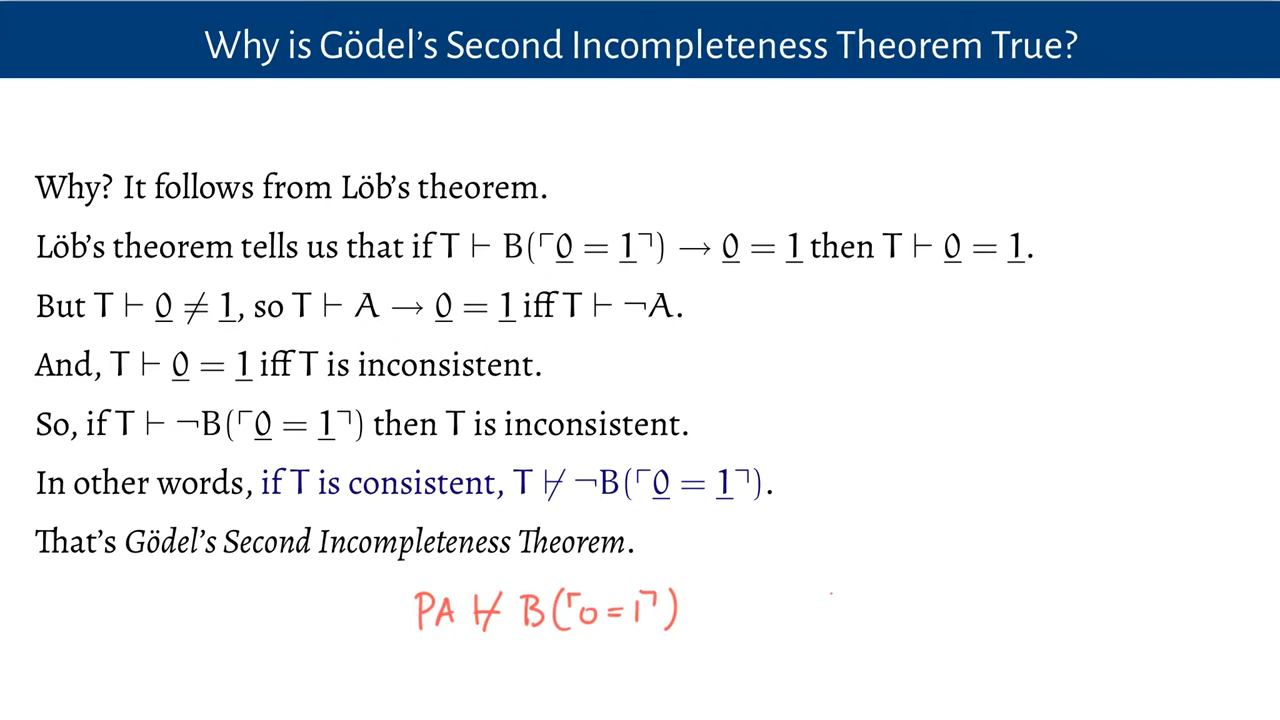 Why is Gödel's Second Incompleteness Theorem True?
Why? It follows from Löb's theorem.
Löb's theorem tells us that if T ⊢ B(⌜0̲ = 1̲⌝) → 0̲ = 1̲ then T ⊢ 0̲ = 1̲.
But T ⊢ 0̲ ≠ 1̲, so T ⊢ A → 0̲ = 1̲ iff T ⊢ ¬A.
And, T ⊢ 0̲ = 1̲ iff T is inconsistent.
So, if T ⊢ ¬B(⌜0̲ = 1̲⌝) then T is inconsistent.
In other words, if T is consistent, T ⊬ ¬B(⌜0̲ = 1̲⌝).
That's Gödel's Second Incompleteness Theorem.
PA ⊬ B(⌜0=1⌝)